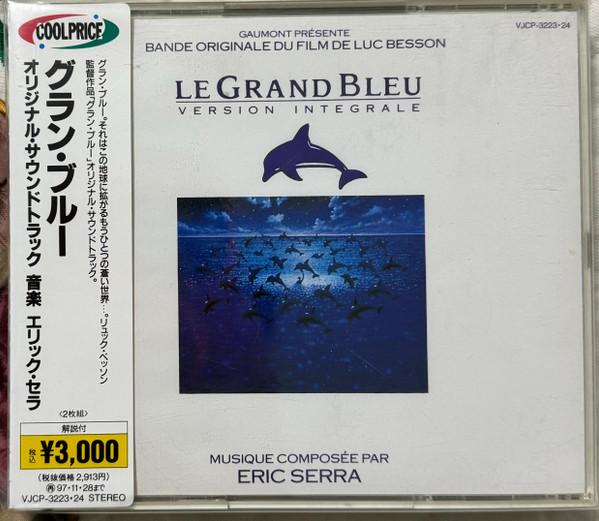 COOLPRICE
グラン・ブルー
オリジナル・サウンドトラック 音楽 エリック・セラ
グラン・ブルー。それはこの地球に拡がるもうひとつの蒼い世界…。リュック・ベッソン
監督作品「グラン・ブルー」オリジナル・サウンドトラック。
〈2枚組〉
解説付
税込 ¥3,000
(税抜価格2,913円)
再 97・11・28まで
VJCP-3223・24 STEREO
VJCP-3223・24
GAUMONT PRÉSENTE
BANDE ORIGINALE DU FILM DE LUC BESSON
LE GRAND BLEU
VERSION INTEGRALE
MUSIQUE COMPOSÉE PAR
ERIC SERRA